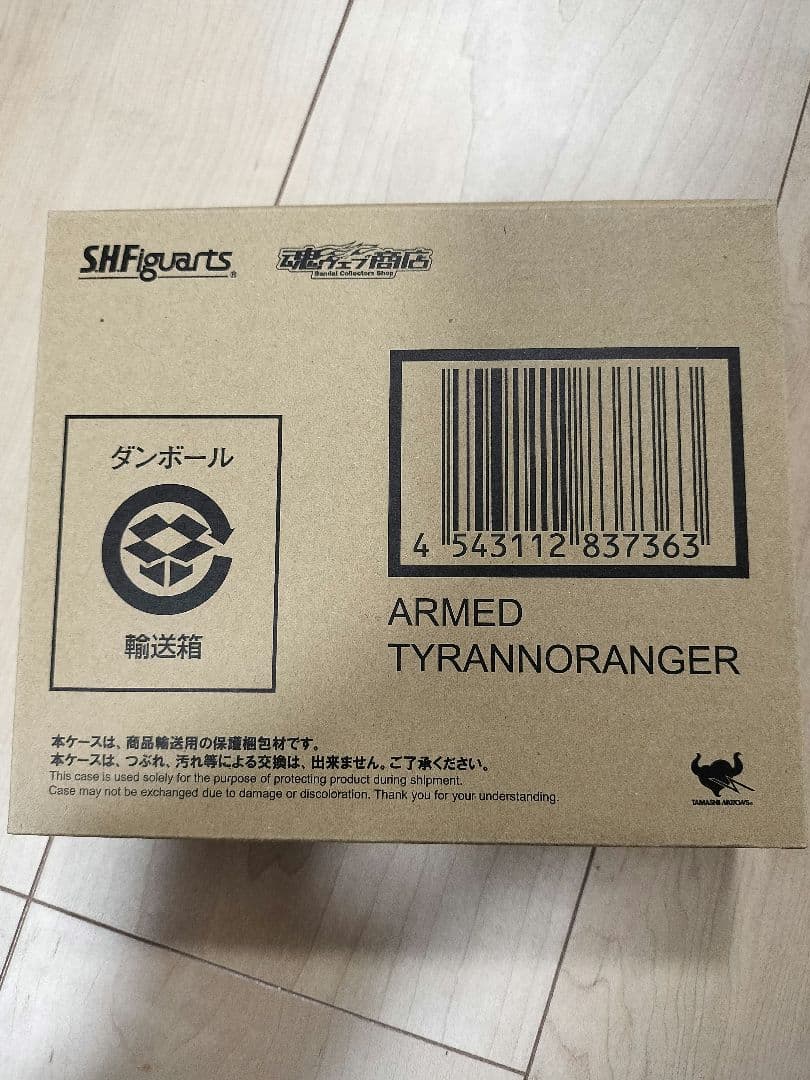 S.H.Figuarts®
魂ウェブ商店
Bandai Collectors Shop
4 543112 837363
ARMED
TYRANNORANGER
ダンボール
輸送箱
本ケースは、商品輸送用の保護梱包材です。
本ケースは、つぶれ、汚れ等による交換は、出来ません。ご了承ください。
This case is used solely for the purpose of protecting product during shipment.
Case may not be exchanged due to damage or discoloration. Thank you for your understanding.
TAMASHII NATIONS®